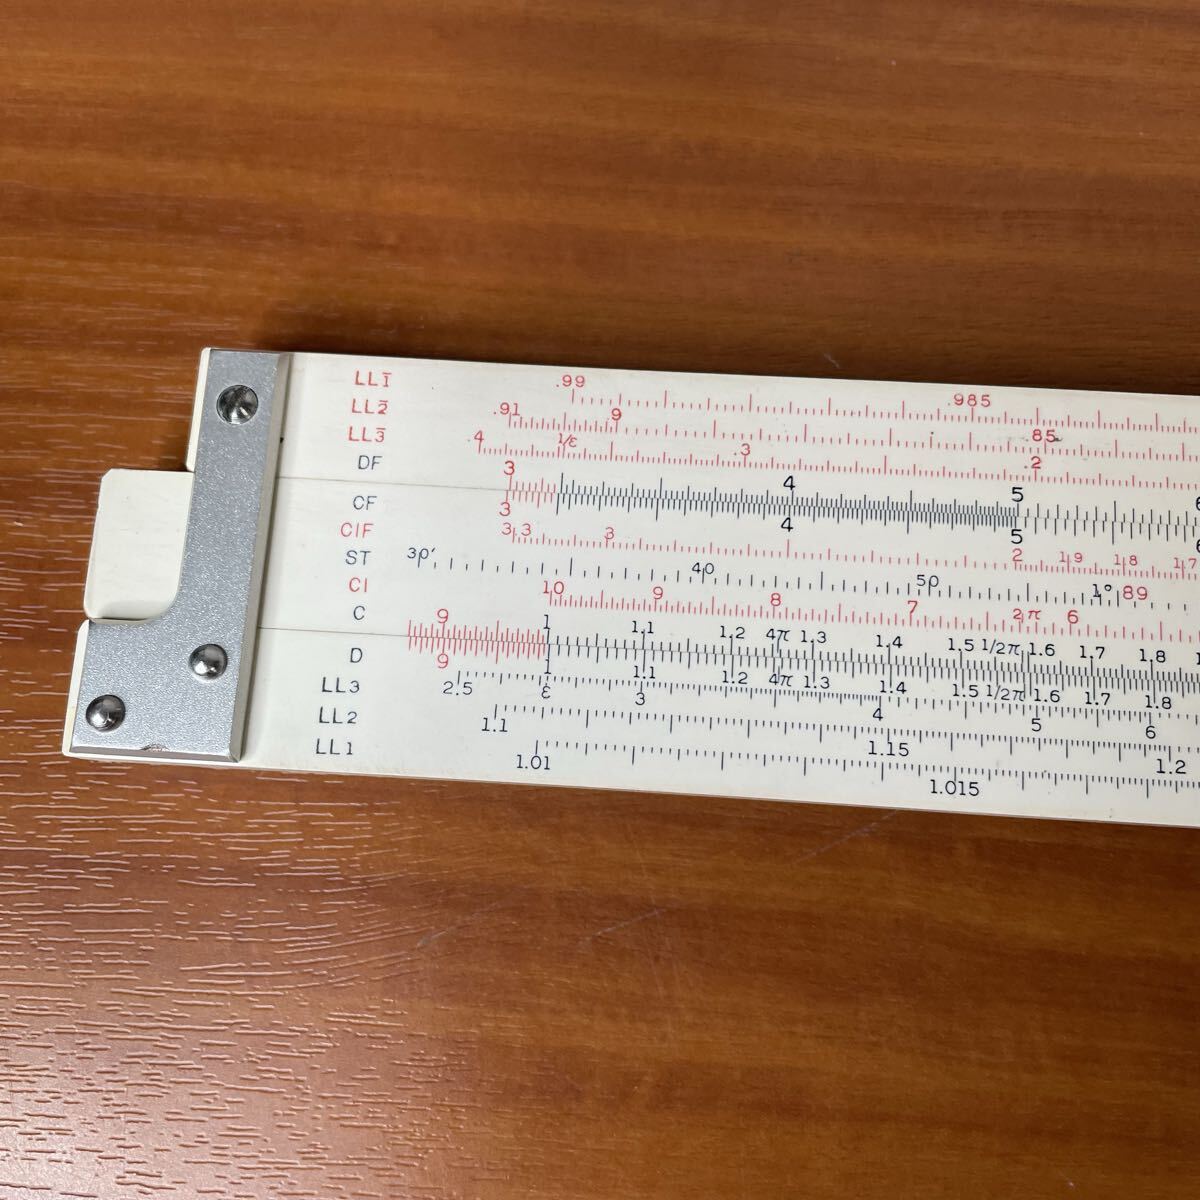 LL1̄ .99 .985
LL2̄ .91 .9 .85
LL3̄ .4 1/ε .3 .2
DF 3 4 5 6
CF 3 4 5 6
CIF 3.3 3 2 1.9 1.8 1.7
ST 30′ 40 50 1° 89
CI 10 9 8 7 2π 6
C 9 1 1.1 1.2 4π 1.3 1.4 1.5 1/2π 1.6 1.7 1.8
D 9 1 1.1 1.2 4π 1.3 1.4 1.5 1/2π 1.6 1.7 1.8
LL3 2.5 ε 3 4 5 6
LL2 1.1 1.15 1.2
LL1 1.01 1.015